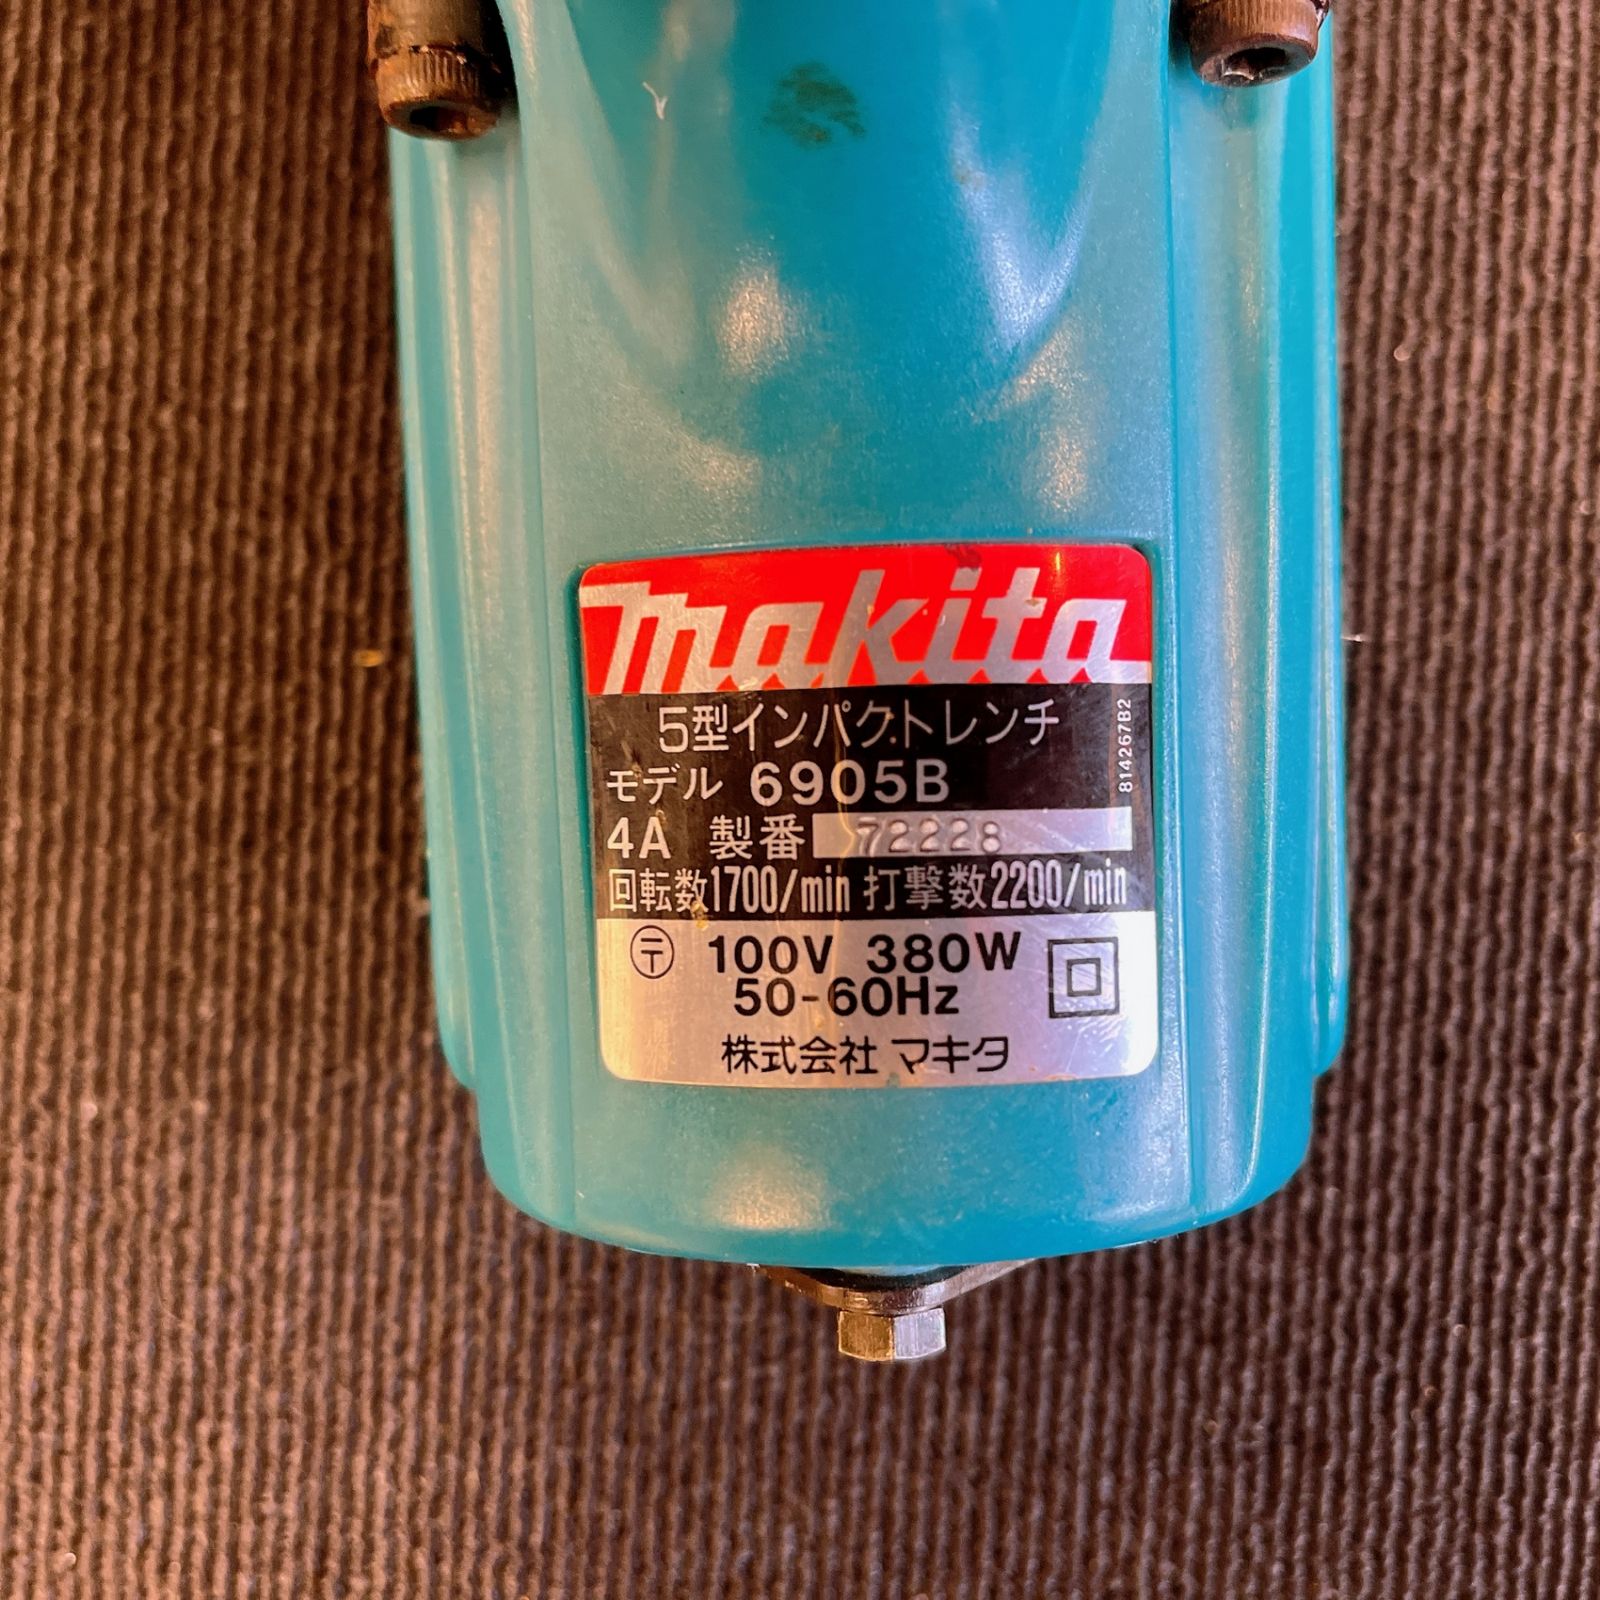 makita
5型インパクトレンチ
モデル 6905B
814267B2
4A 製番 72228
回転数1700/min 打撃数2200/min
〒 100V 380W
50-60Hz
株式会社 マキタ